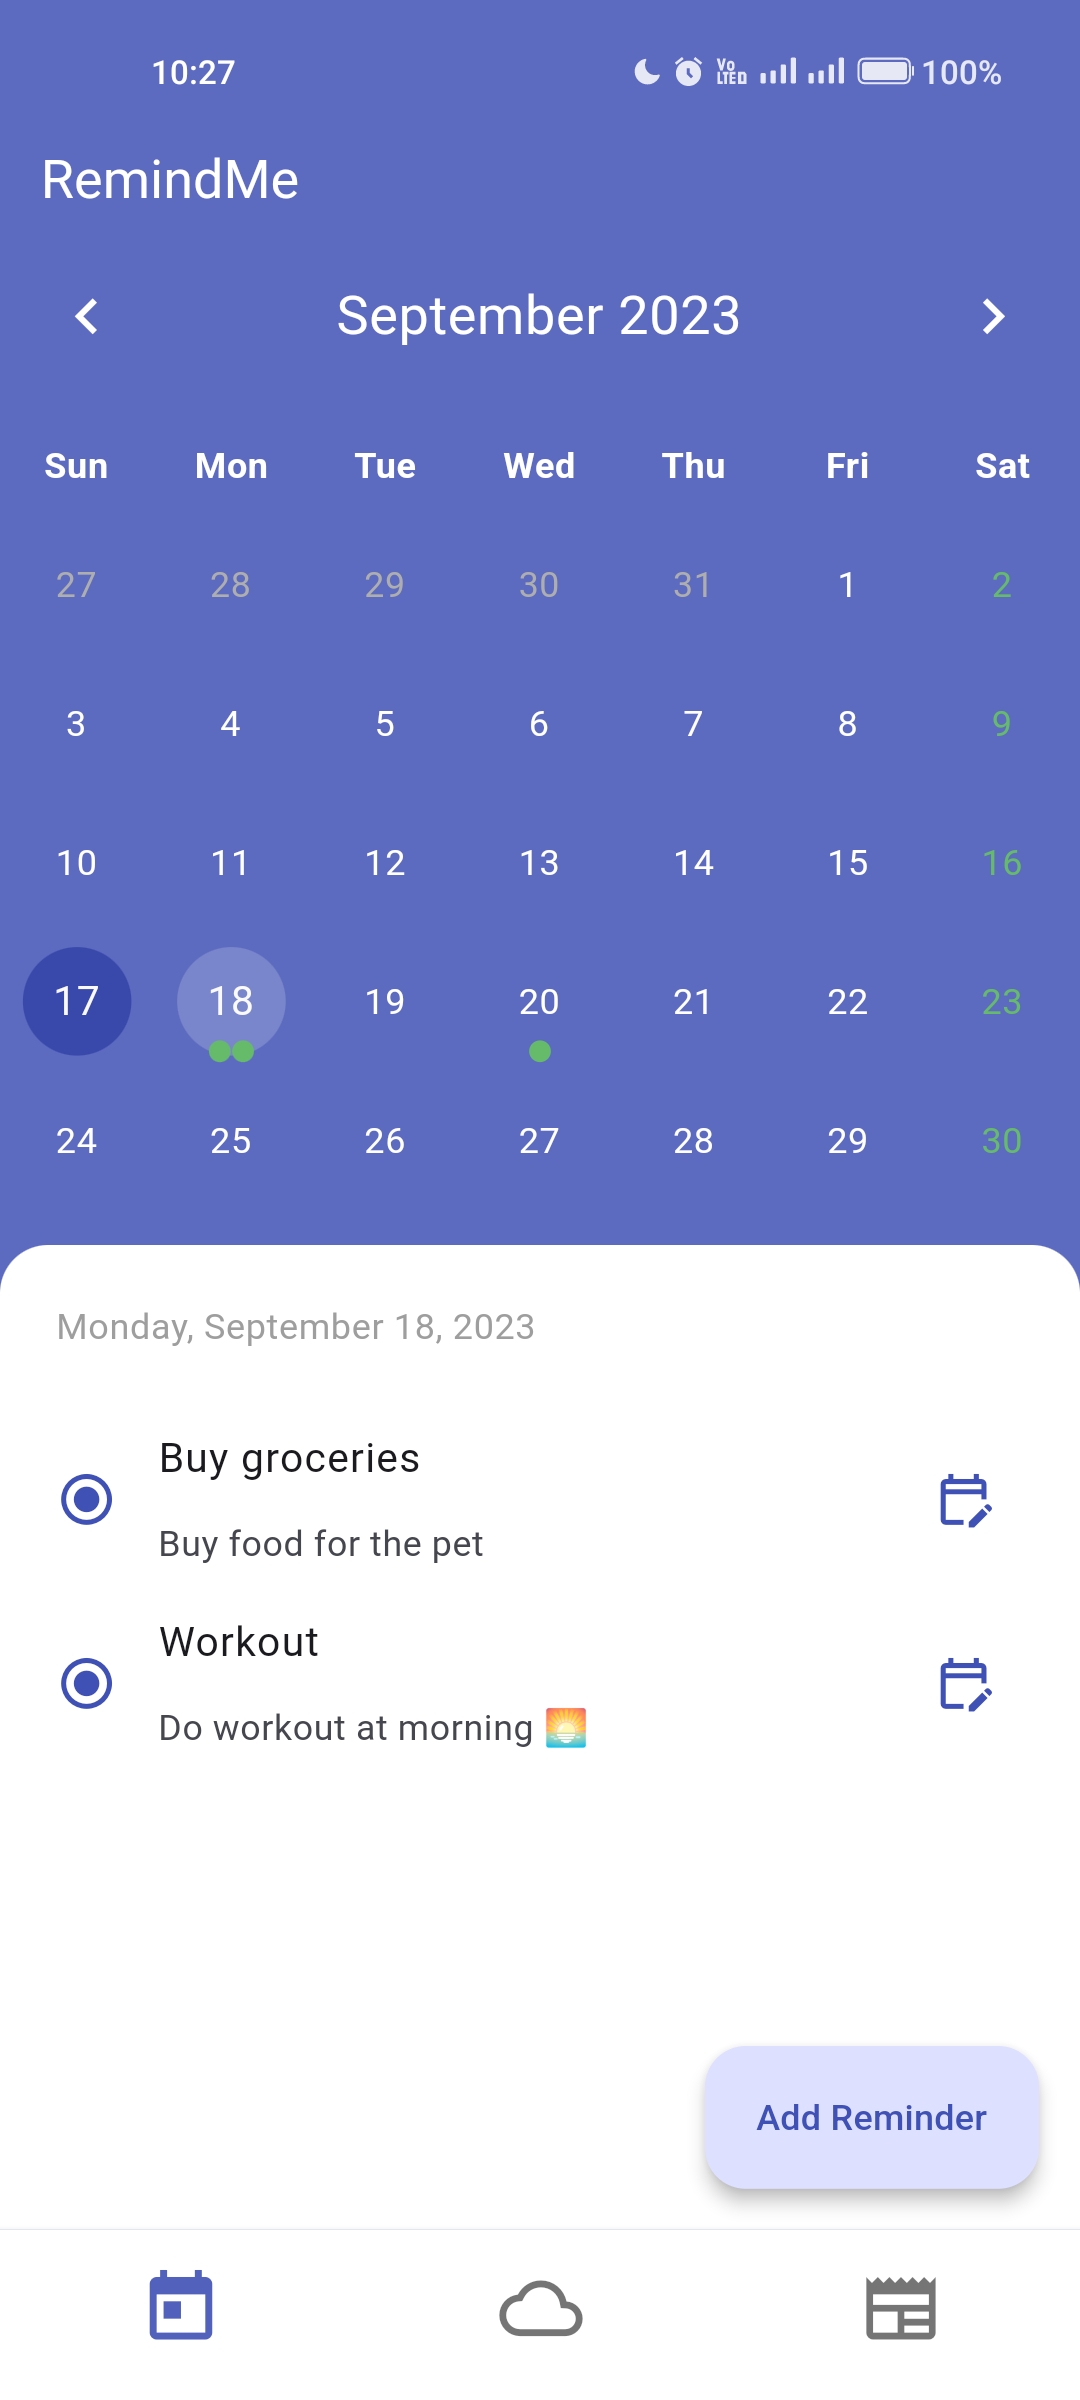 10:27 VoLTED 100%
RemindMe
September 2023
Sun Mon Tue Wed Thu Fri Sat
27 28 29 30 31 1 2
3 4 5 6 7 8 9
10 11 12 13 14 15 16
17 18 19 20 21 22 23
24 25 26 27 28 29 30
Monday, September 18, 2023
Buy groceries
Buy food for the pet
Workout
Do workout at morning 🌅
Add Reminder